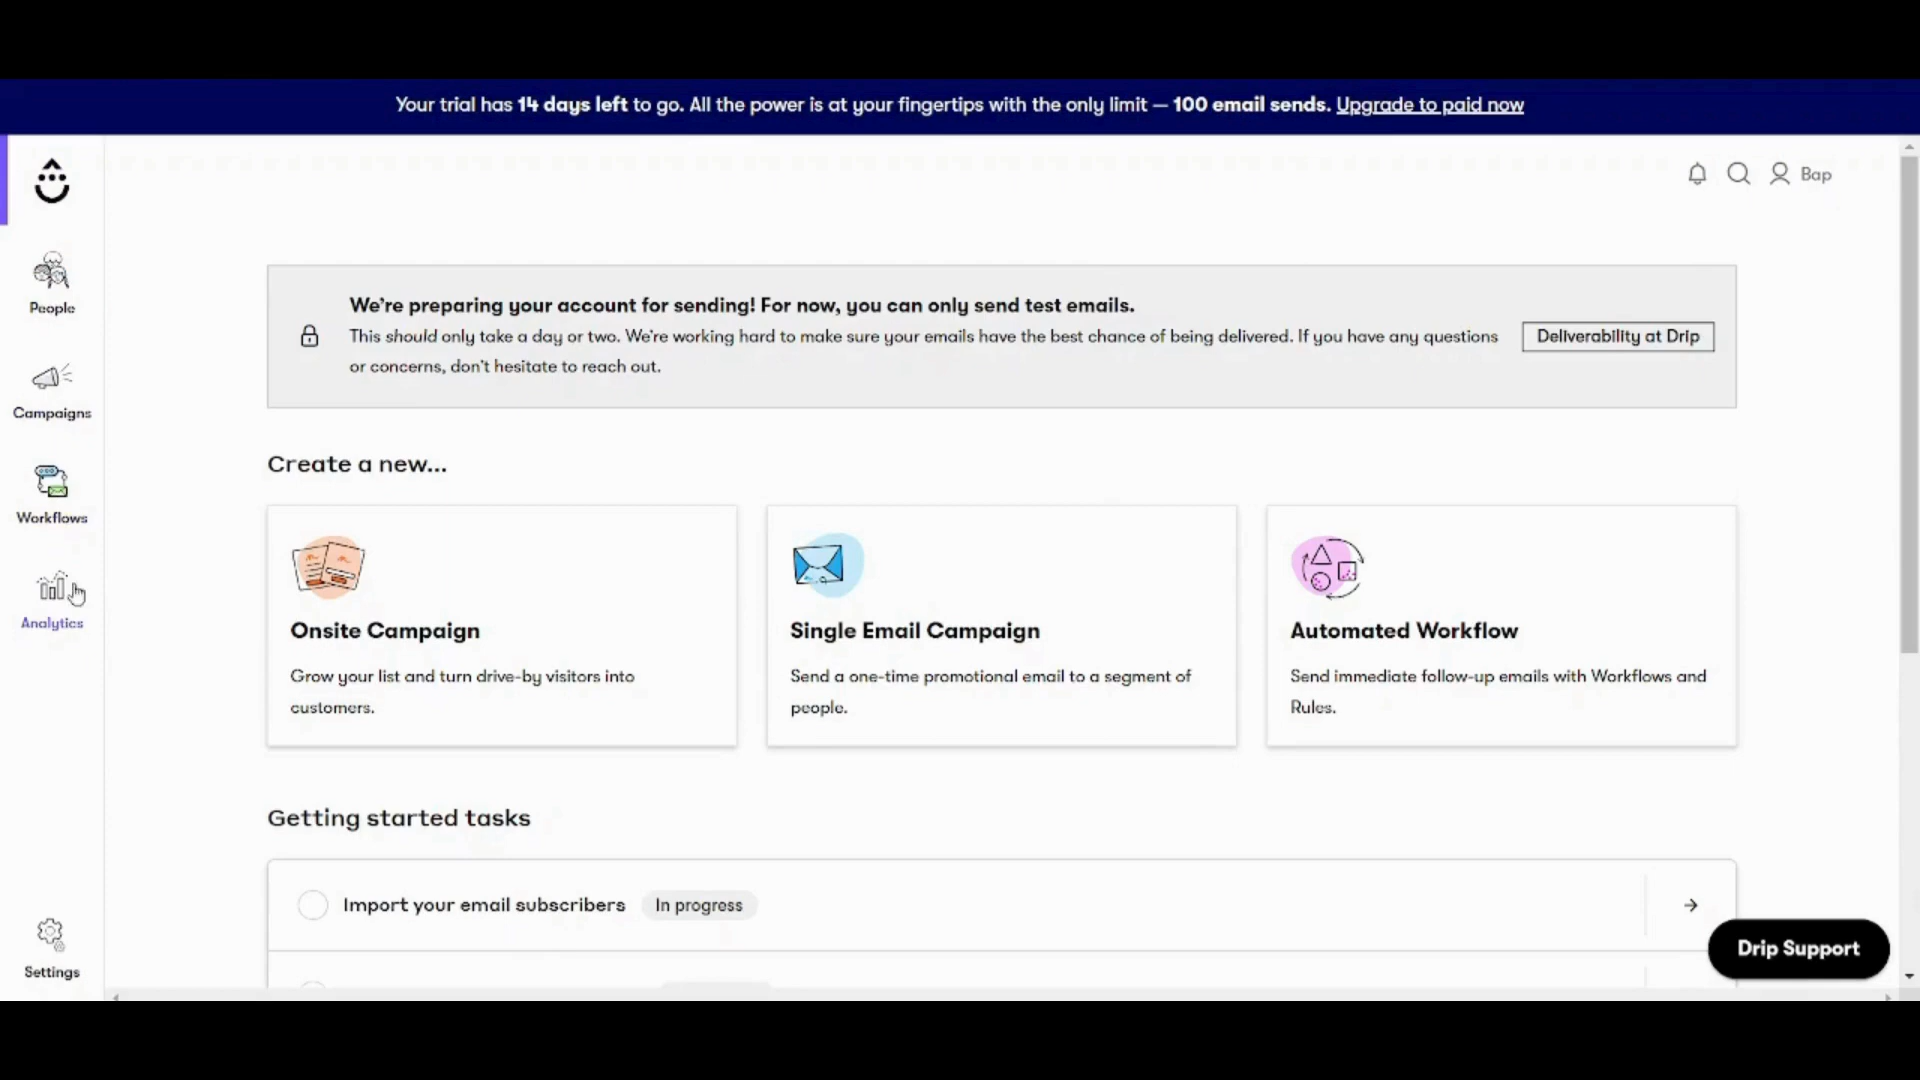 Your trial has 14 days left to go. All the power is at your fingertips with the only limit — 100 email sends. Upgrade to paid now
Bap
People
Campaigns
Workflows
Analytics
Settings
We're preparing your account for sending! For now, you can only send test emails.
This should only take a day or two. We're working hard to make sure your emails have the best chance of being delivered. If you have any questions
or concerns, don't hesitate to reach out.
Deliverability at Drip
Create a new...
Onsite Campaign
Grow your list and turn drive-by visitors into
customers.
Single Email Campaign
Send a one-time promotional email to a segment of
people.
Automated Workflow
Send immediate follow-up emails with Workflows and
Rules.
Getting started tasks
Import your email subscribers In progress
Drip Support